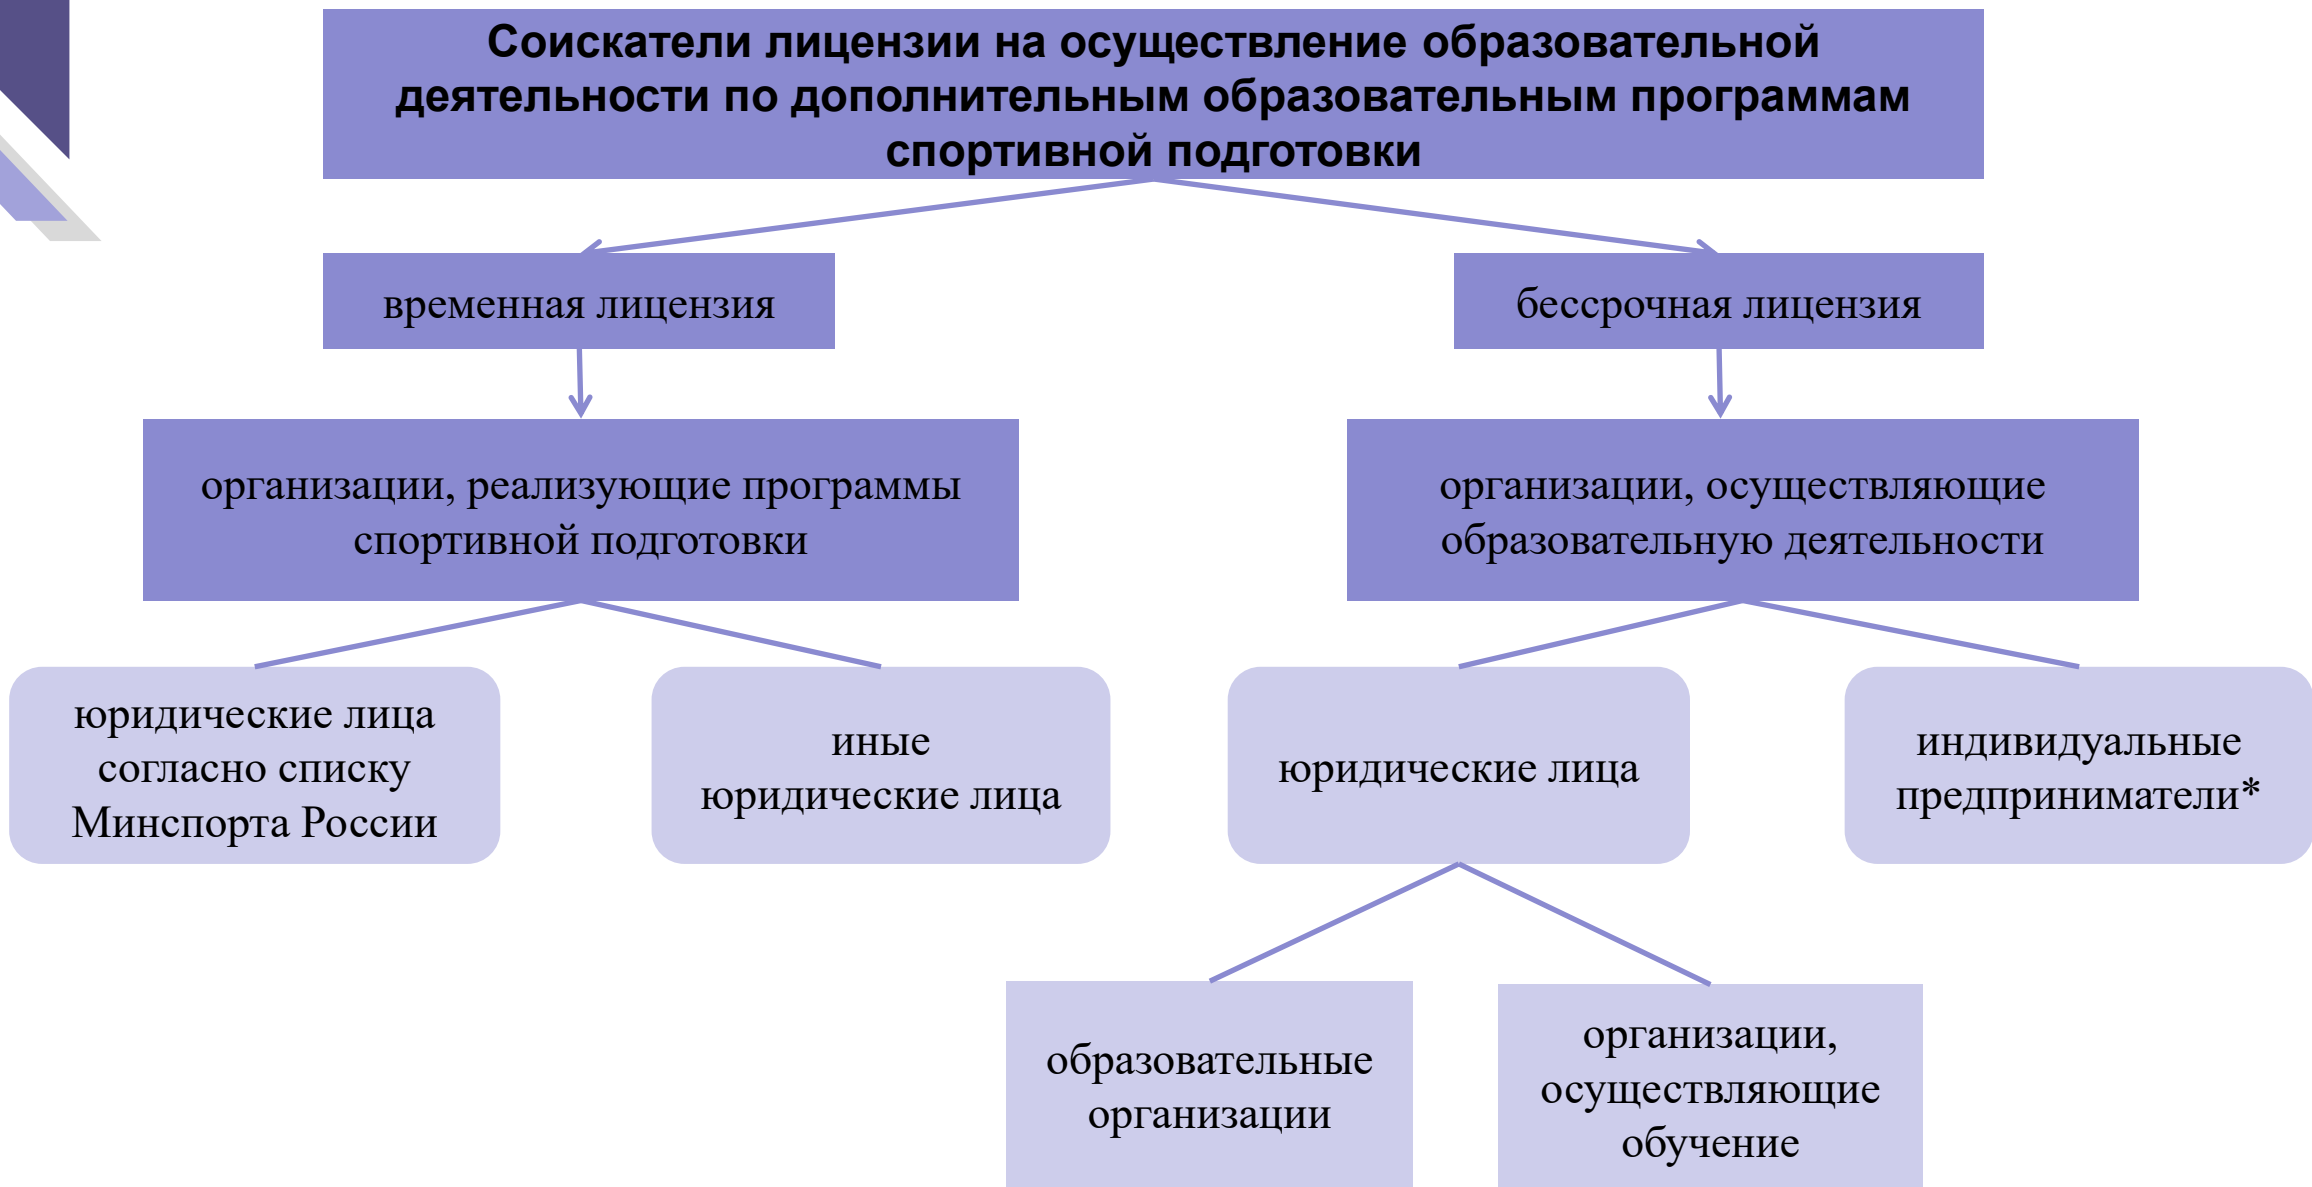 Соискатели лицензии на осуществление образовательной
деятельности по дополнительным образовательным программам
спортивной подготовки
временная лицензия
бессрочная лицензия
организации, реализующие программы
спортивной подготовки
организации, осуществляющие
образовательную деятельности
юридические лица
согласно списку
Минспорта России
иные
юридические лица
юридические лица
индивидуальные
предприниматели*
образовательные
организации
организации,
осуществляющие
обучение